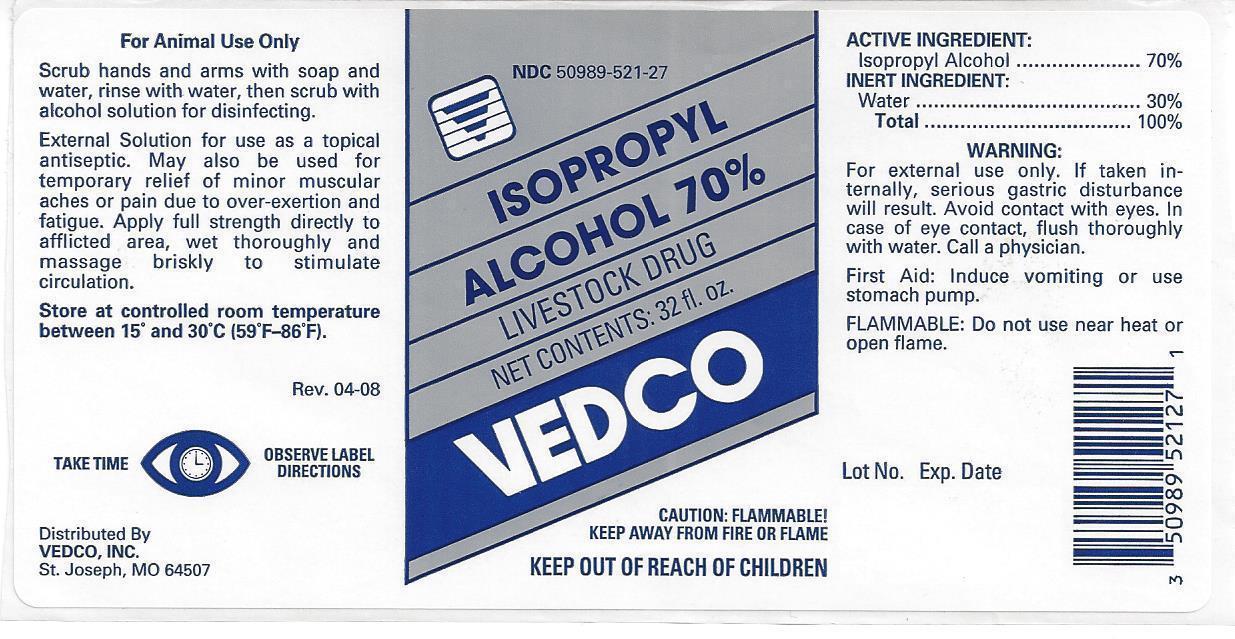 For Animal Use Only
Scrub hands and arms with soap and
water, rinse with water, then scrub with
alcohol solution for disinfecting.
External Solution for use as a topical
antiseptic. May also be used for
temporary relief of minor muscular
aches or pain due to over-exertion and
fatigue. Apply full strength directly to
afflicted area, wet thoroughly and
massage briskly to stimulate
circulation.
Store at controlled room temperature
between 15° and 30°C (59°F–86°F).
Rev. 04-08
TAKE TIME
OBSERVE LABEL
DIRECTIONS
Distributed By
VEDCO, INC.
St. Joseph, MO 64507
NDC 50989-521-27
ISOPROPYL
ALCOHOL 70%
LIVESTOCK DRUG
NET CONTENTS: 32 fl. oz.
VEDCO
CAUTION: FLAMMABLE!
KEEP AWAY FROM FIRE OR FLAME
KEEP OUT OF REACH OF CHILDREN
ACTIVE INGREDIENT:
Isopropyl Alcohol ...................... 70%
INERT INGREDIENT:
Water ........................................ 30%
Total ..................................... 100%
WARNING:
For external use only. If taken in-
ternally, serious gastric disturbance
will result. Avoid contact with eyes. In
case of eye contact, flush thoroughly
with water. Call a physician.
First Aid: Induce vomiting or use
stomach pump.
FLAMMABLE: Do not use near heat or
open flame.
Lot No. Exp. Date
3 50989 52127 1